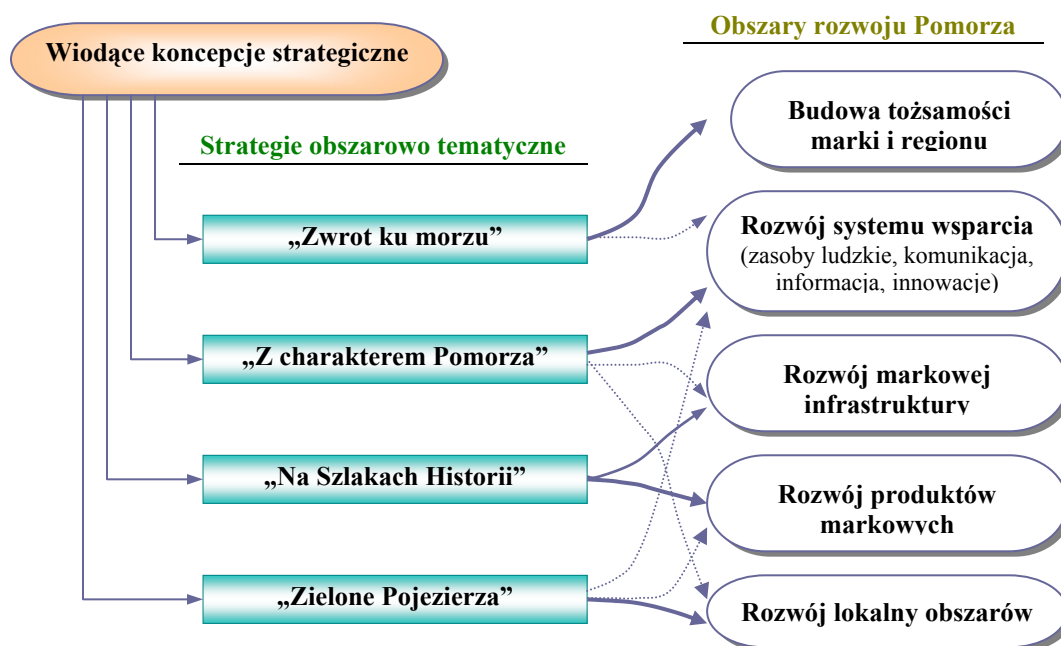 Obszary rozwoju Pomorza
Wiodące koncepcje strategiczne
Strategie obszarowo tematyczne
„Zwrot ku morzu”
„Z charakterem Pomorza”
„Na Szlakach Historii”
„Zielone Pojezierza”
Budowa tożsamości
marki i regionu
Rozwój systemu wsparcia
(zasoby ludzkie, komunikacja,
informacja, innowacje)
Rozwój markowej
infrastruktury
Rozwój produktów
markowych
Rozwój lokalny obszarów